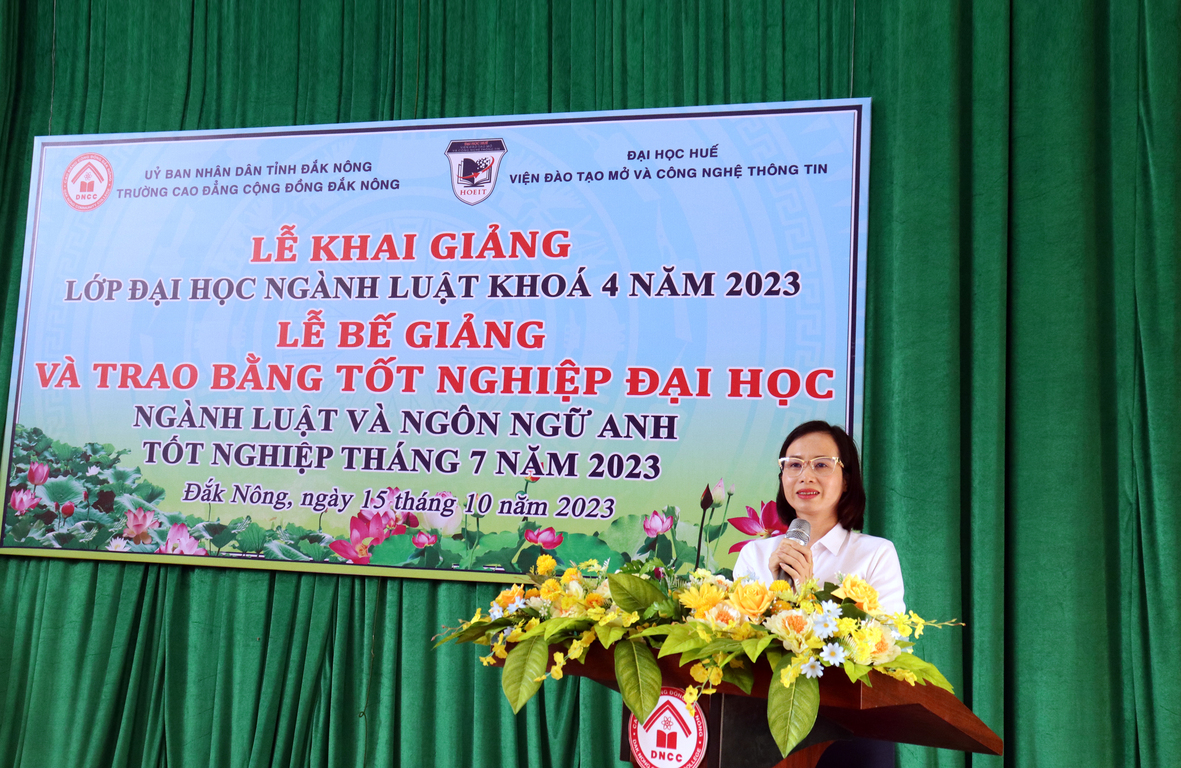 UỶ BAN NHÂN DÂN TỈNH ĐẮK NÔNG
TRƯỜNG CAO ĐẲNG CỘNG ĐỒNG ĐẮK NÔNG
DNCC
HOEIT
ĐẠI HỌC HUẾ
VIỆN ĐÀO TẠO MỞ VÀ CÔNG NGHỆ THÔNG TIN
LỄ KHAI GIẢNG
LỚP ĐẠI HỌC NGÀNH LUẬT KHOÁ 4 NĂM 2023
LỄ BẾ GIẢNG
VÀ TRAO BẰNG TỐT NGHIỆP ĐẠI HỌC
NGÀNH LUẬT VÀ NGÔN NGỮ ANH
TỐT NGHIỆP THÁNG 7 NĂM 2023
Đắk Nông, ngày 15 tháng 10 năm 2023
DNCC